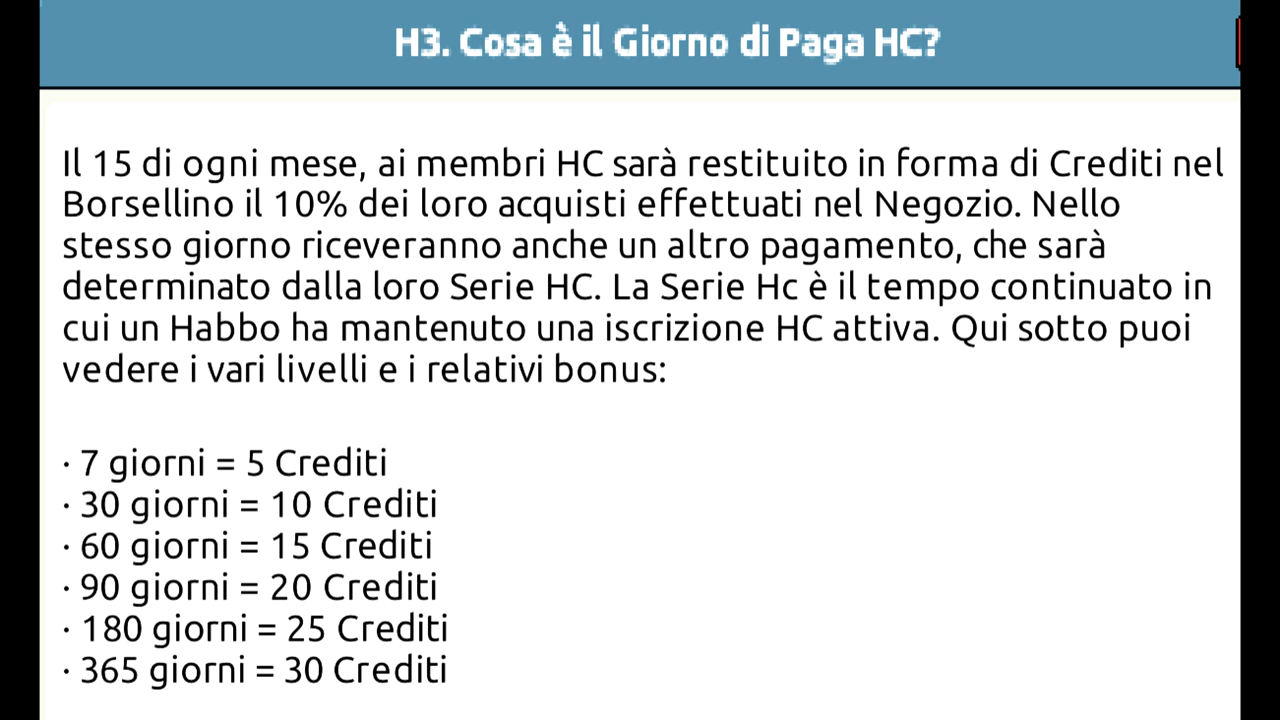 H3. Cosa è il Giorno di Paga HC?
Il 15 di ogni mese, ai membri HC sarà restituito in forma di Crediti nel
Borsellino il 10% dei loro acquisti effettuati nel Negozio. Nello
stesso giorno riceveranno anche un altro pagamento, che sarà
determinato dalla loro Serie HC. La Serie Hc è il tempo continuato in
cui un Habbo ha mantenuto una iscrizione HC attiva. Qui sotto puoi
vedere i vari livelli e i relativi bonus:
· 7 giorni = 5 Crediti
· 30 giorni = 10 Crediti
· 60 giorni = 15 Crediti
· 90 giorni = 20 Crediti
· 180 giorni = 25 Crediti
· 365 giorni = 30 Crediti